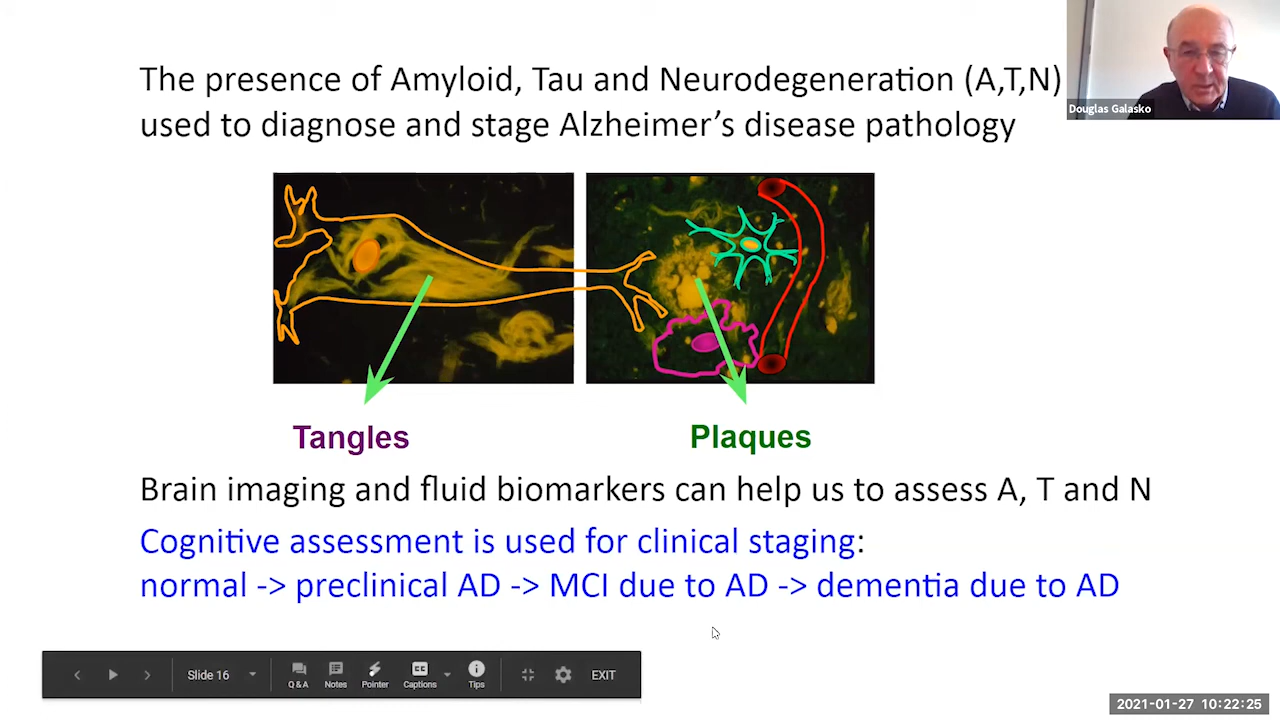 The presence of Amyloid, Tau and Neurodegeneration (A,T,N)
used to diagnose and stage Alzheimer's disease pathology
Douglas Galasko
Tangles
Plaques
Brain imaging and fluid biomarkers can help us to assess A, T and N
Cognitive assessment is used for clinical staging:
normal -> preclinical AD -> MCI due to AD -> dementia due to AD
Slide 16
Q & A
Notes
Pointer
CC
Captions
Tips
EXIT
2021-01-27 10:22:25